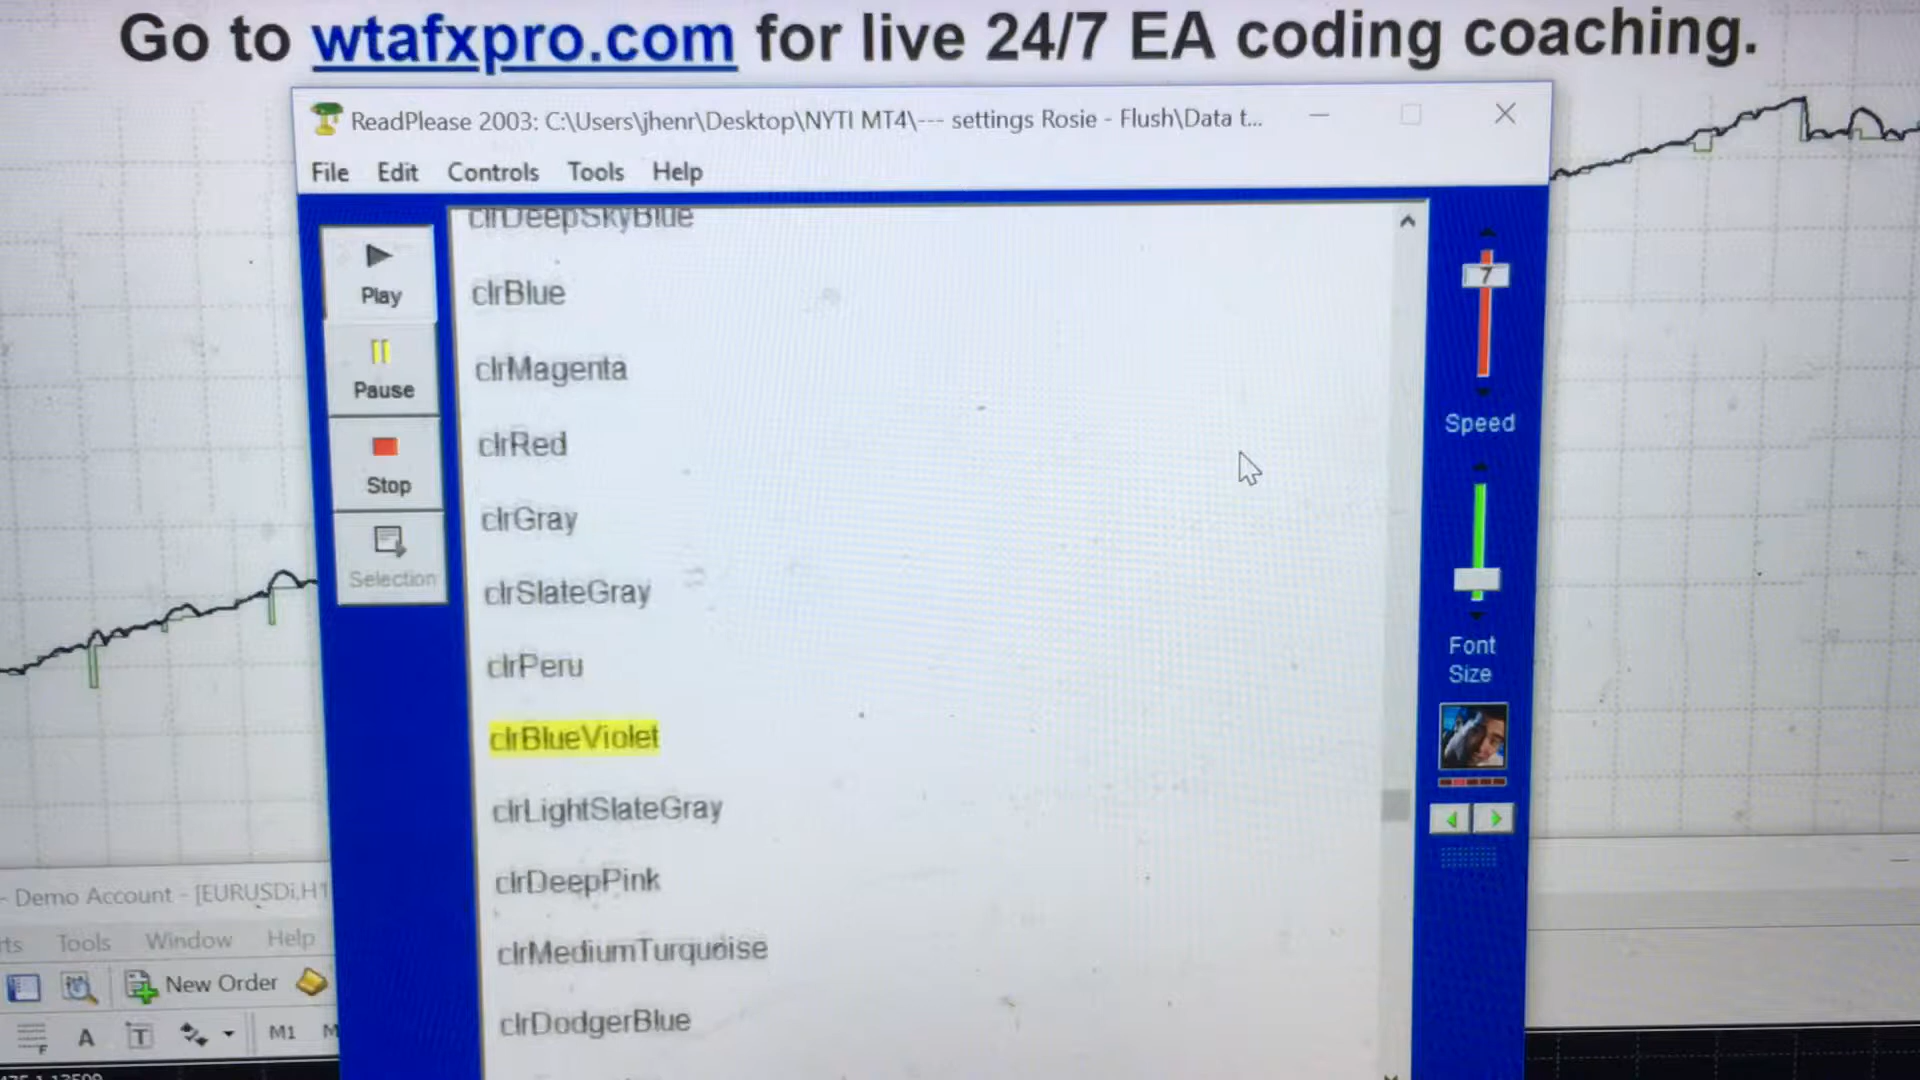 Go to wtafxpro.com for live 24/7 EA coding coaching.
ReadPlease 2003: C:\Users\jhenr\Desktop\NYTI MT4\--- settings Rosie - Flush\Data t...
File Edit Controls Tools Help
Play
Pause
Stop
Selection
clrDeepSkyBlue
clrBlue
clrMagenta
clrRed
clrGray
clrSlateGray
clrPeru
clrBlueViolet
clrLightSlateGray
clrDeepPink
clrMediumTurquoise
clrDodgerBlue
7
Speed
Font
Size
- Demo Account - [EURUSDi,H1
rts Tools Window Help
New Order
A T M1 M